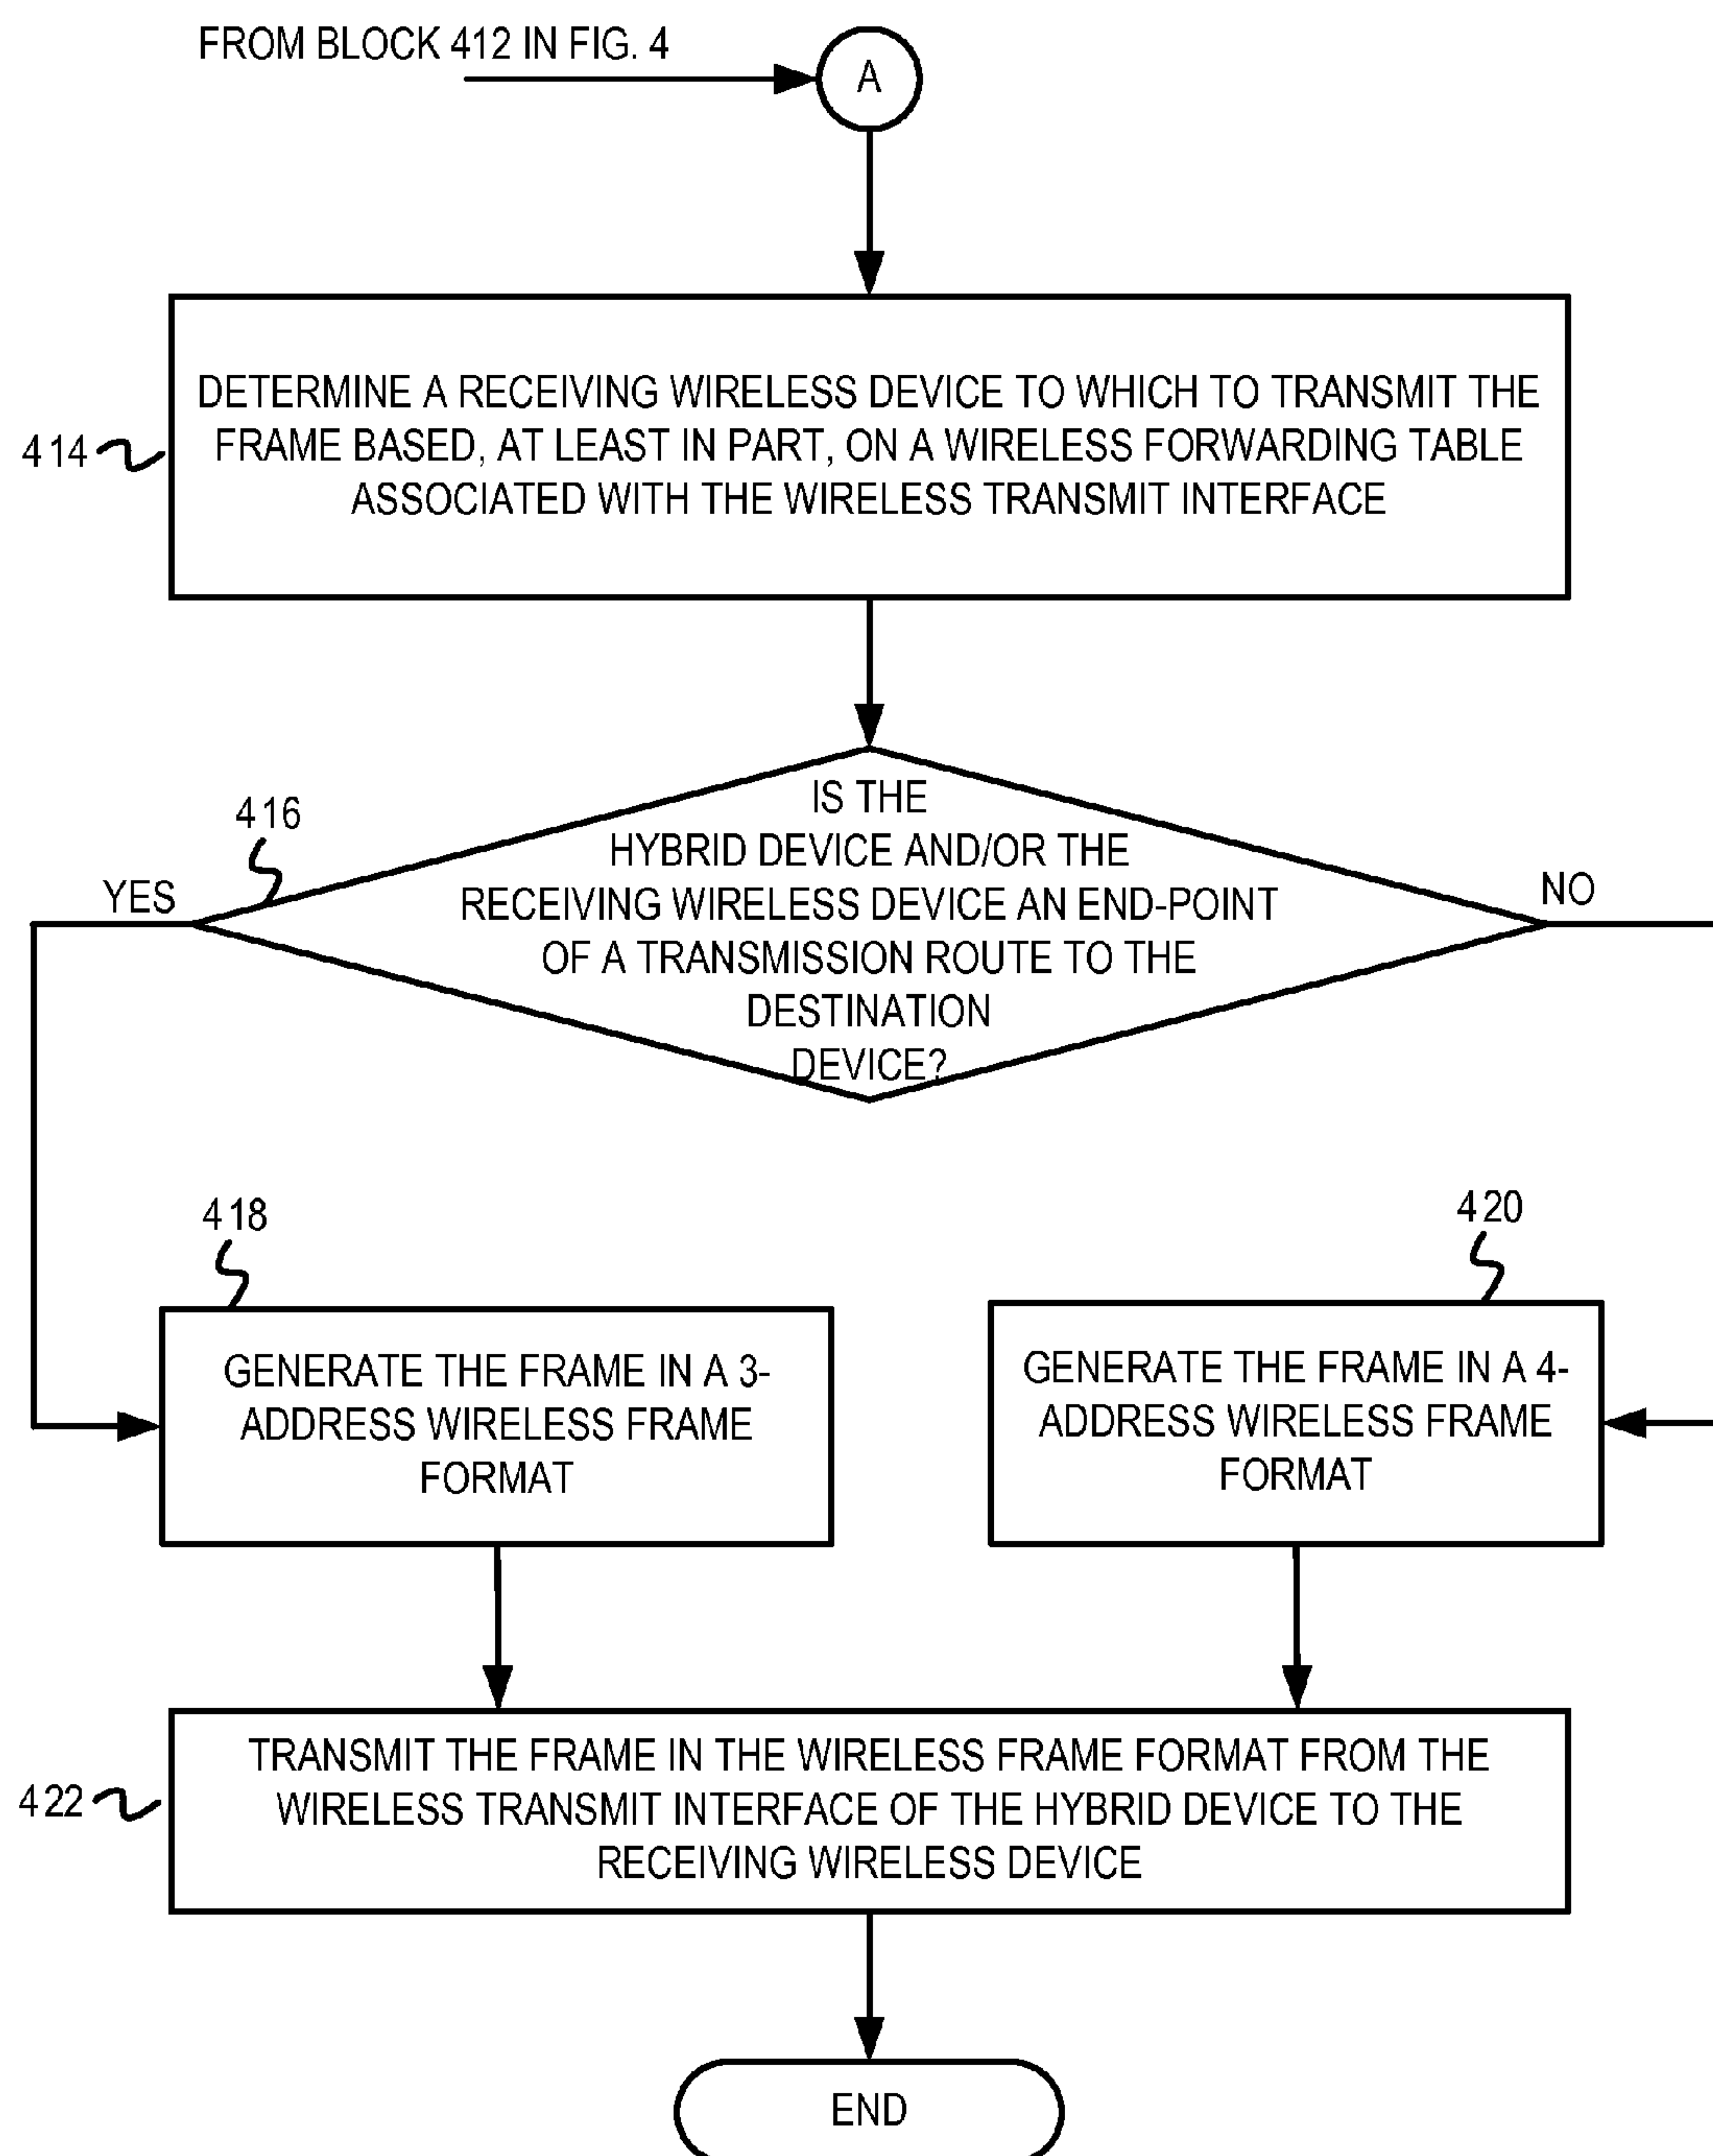 FROM BLOCK 412 IN FIG. 4
A
DETERMINE A RECEIVING WIRELESS DEVICE TO WHICH TO TRANSMIT THE
FRAME BASED, AT LEAST IN PART, ON A WIRELESS FORWARDING TABLE
ASSOCIATED WITH THE WIRELESS TRANSMIT INTERFACE
414
IS THE
HYBRID DEVICE AND/OR THE
RECEIVING WIRELESS DEVICE AN END-POINT
OF A TRANSMISSION ROUTE TO THE
DESTINATION
DEVICE?
416
YES
NO
418
420
GENERATE THE FRAME IN A 3-
ADDRESS WIRELESS FRAME
FORMAT
GENERATE THE FRAME IN A 4-
ADDRESS WIRELESS FRAME
FORMAT
TRANSMIT THE FRAME IN THE WIRELESS FRAME FORMAT FROM THE
WIRELESS TRANSMIT INTERFACE OF THE HYBRID DEVICE TO THE
RECEIVING WIRELESS DEVICE
422
END